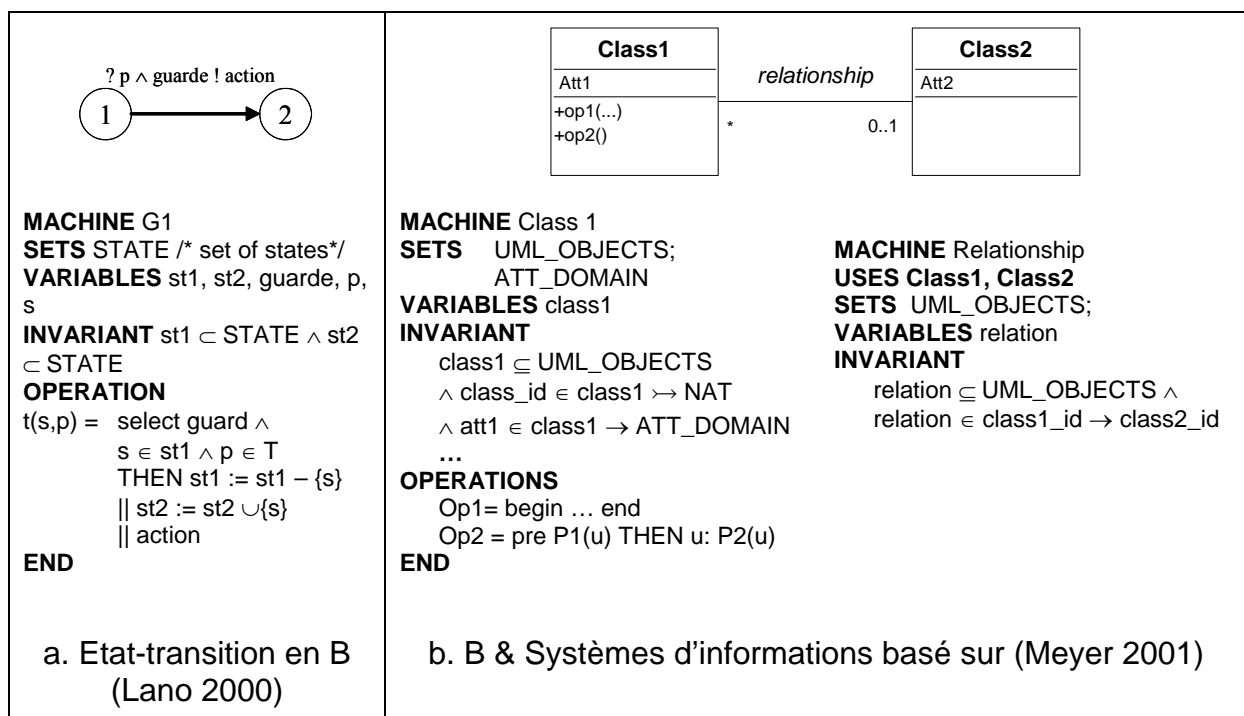 ? p ∧ guarde ! action
1
2
MACHINE G1
SETS STATE /* set of states*/
VARIABLES st1, st2, guarde, p,
s
INVARIANT st1 ⊂ STATE ∧ st2
⊂ STATE
OPERATION
t(s,p) = select guard ∧
s ∈ st1 ∧ p ∈ T
THEN st1 := st1 – {s}
|| st2 := st2 ∪{s}
|| action
END
a. Etat-transition en B
(Lano 2000)
Class1
Att1
+op1(...)
+op2()
relationship
*
0..1
Class2
Att2
MACHINE Class 1
SETS UML_OBJECTS;
ATT_DOMAIN
VARIABLES class1
INVARIANT
class1 ⊆ UML_OBJECTS
∧ class_id ∈ class1 ↣ NAT
∧ att1 ∈ class1 → ATT_DOMAIN
...
OPERATIONS
Op1= begin … end
Op2 = pre P1(u) THEN u: P2(u)
END
MACHINE Relationship
USES Class1, Class2
SETS UML_OBJECTS;
VARIABLES relation
INVARIANT
relation ⊆ UML_OBJECTS ∧
relation ∈ class1_id → class2_id
b. B & Systèmes d'informations basé sur (Meyer 2001)